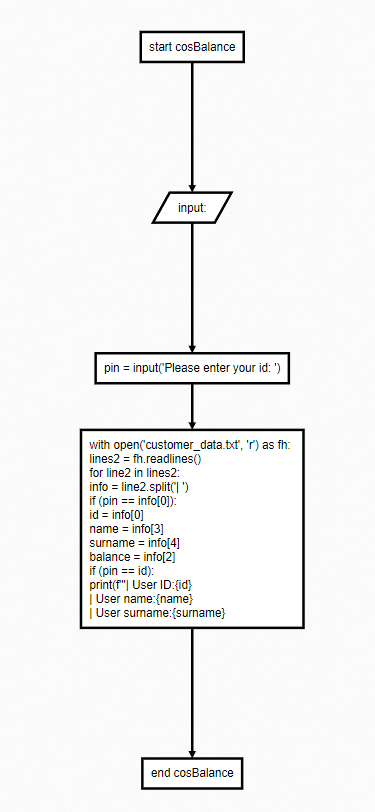 start cosBalance
input:
pin = input('Please enter your id: ')
with open('customer_data.txt', 'r') as fh:
lines2 = fh.readlines()
for line2 in lines2:
info = line2.split('| ')
if (pin == info[0]):
id = info[0]
name = info[3]
surname = info[4]
balance = info[2]
if (pin == id):
print(f'''| User ID:{id}
| User name:{name}
| User surname:{surname}
end cosBalance